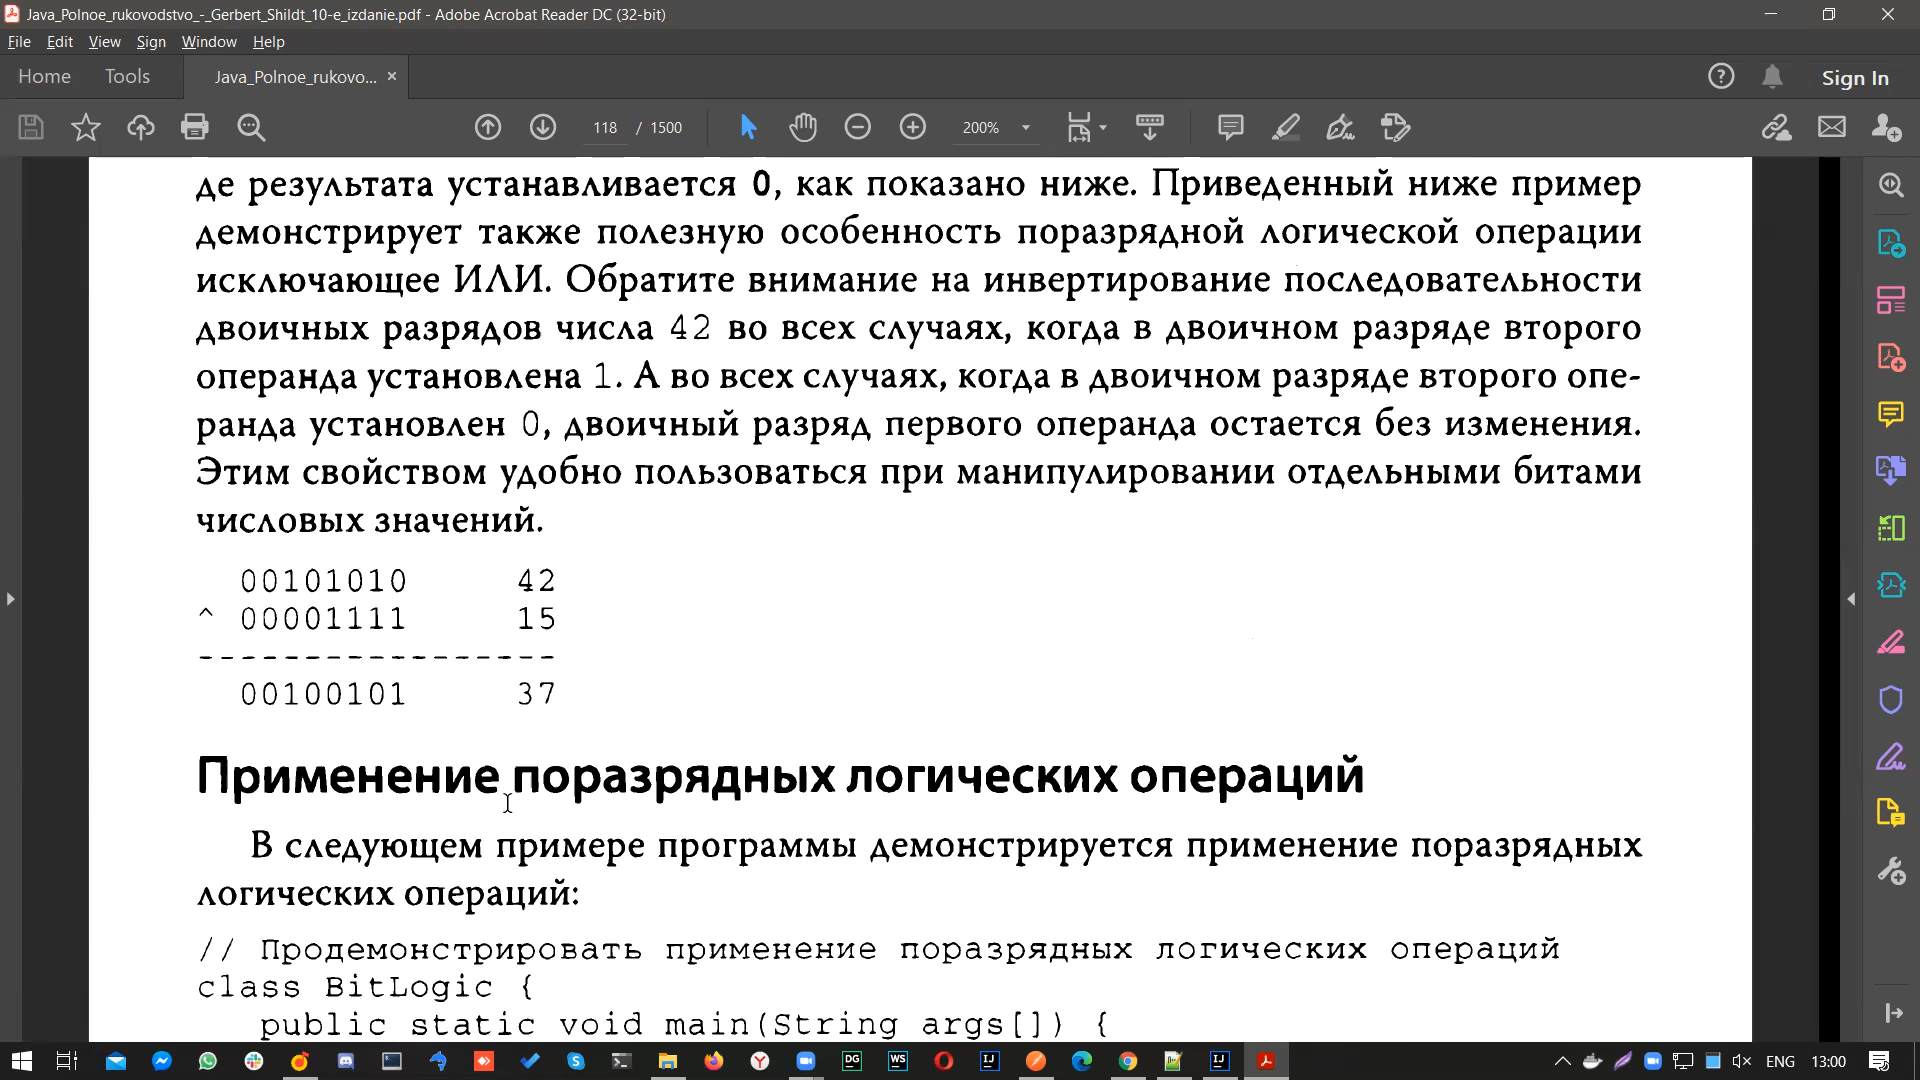 Java_Polnoe_rukovodstvo_-_Gerbert_Shildt_10-e_izdanie.pdf - Adobe Acrobat Reader DC (32-bit)
File Edit View Sign Window Help
Home Tools Java_Polnoe_rukovo... × Sign In
118 / 1500 200%
де результата устанавливается 0, как показано ниже. Приведенный ниже пример
демонстрирует также полезную особенность поразрядной логической операции
исключающее ИЛИ. Обратите внимание на инвертирование последовательности
двоичных разрядов числа 42 во всех случаях, когда в двоичном разряде второго
операнда установлена 1. А во всех случаях, когда в двоичном разряде второго опе-
ранда установлен 0, двоичный разряд первого операнда остается без изменения.
Этим свойством удобно пользоваться при манипулировании отдельными битами
числовых значений.
00101010 42
^ 00001111 15
-----------------
00100101 37
Применение поразрядных логических операций
В следующем примере программы демонстрируется применение поразрядных
логических операций:
// Продемонстрировать применение поразрядных логических операций
class BitLogic {
public static void main(String args[]) {
DG WS IJ IJ ENG 13:00